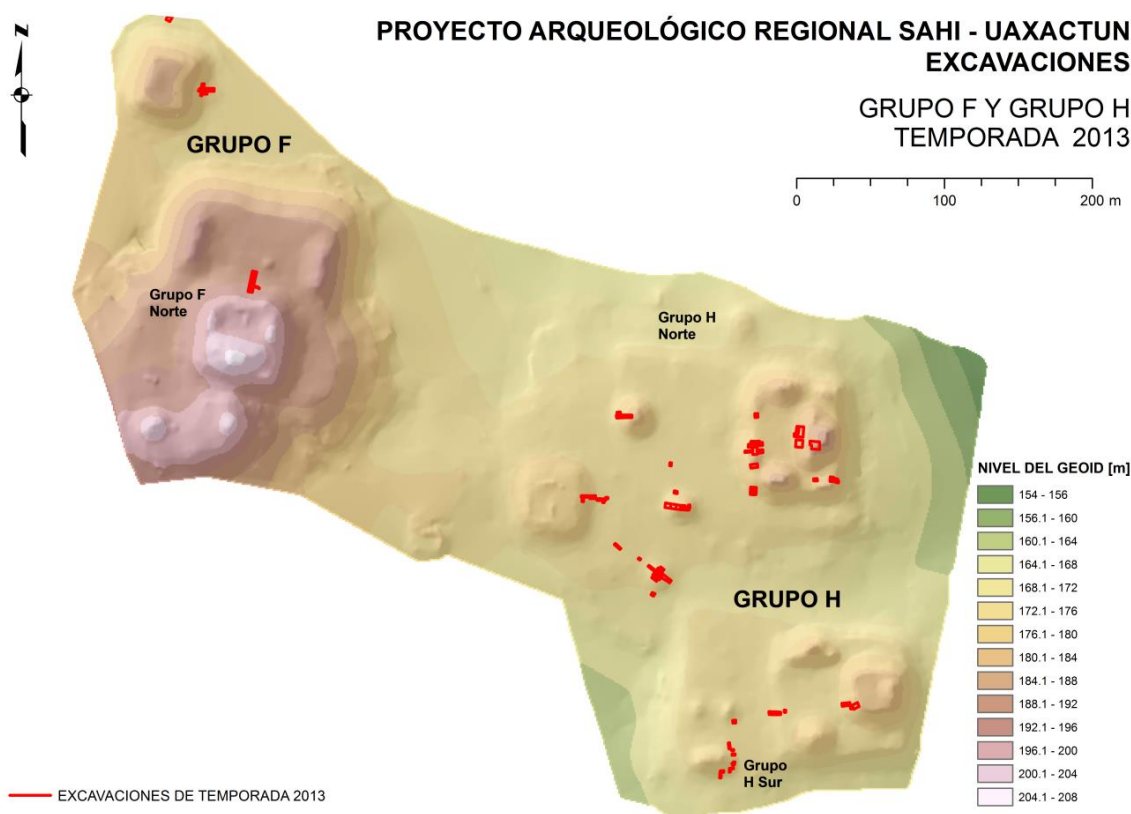 PROYECTO ARQUEOLÓGICO REGIONAL SAHI - UAXACTUN
EXCAVACIONES
GRUPO F Y GRUPO H
TEMPORADA 2013
0 100 200 m
Z
GRUPO F
Grupo F
Norte
Grupo H
Norte
GRUPO H
Grupo
H Sur
NIVEL DEL GEOID [m]
154 - 156
156.1 - 160
160.1 - 164
164.1 - 168
168.1 - 172
172.1 - 176
176.1 - 180
180.1 - 184
184.1 - 188
188.1 - 192
192.1 - 196
196.1 - 200
200.1 - 204
204.1 - 208
EXCAVACIONES DE TEMPORADA 2013